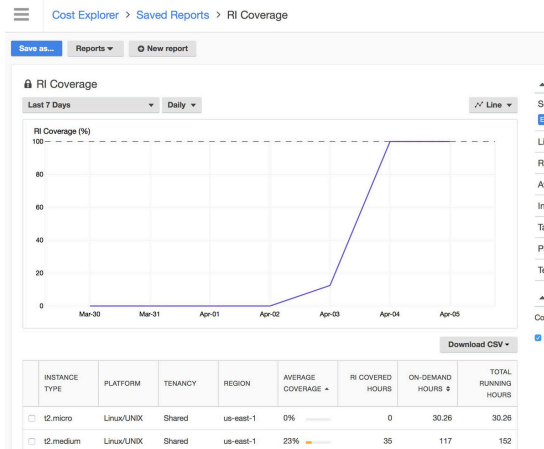 Cost Explorer > Saved Reports > RI Coverage
Save as... Reports New report
RI Coverage
Last 7 Days Daily Line
RI Coverage (%)
100
80
60
40
20
0
Mar-30 Mar-31 Apr-01 Apr-02 Apr-03 Apr-04 Apr-05
Download CSV
INSTANCE TYPE PLATFORM TENANCY REGION AVERAGE COVERAGE RI COVERED HOURS ON-DEMAND HOURS TOTAL RUNNING HOURS
t2.micro Linux/UNIX Shared us-east-1 0% 0 30.26 30.26
t2.medium Linux/UNIX Shared us-east-1 23% 35 117 152